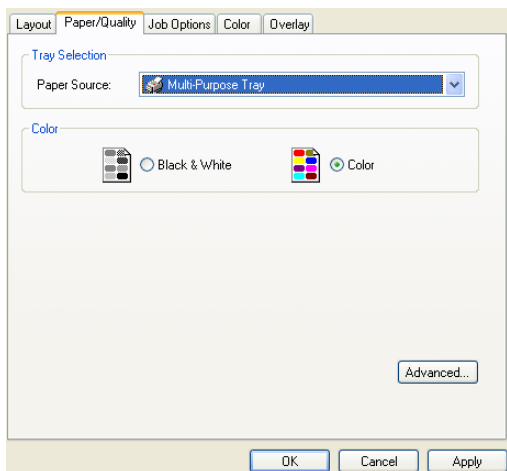 Layout Paper/Quality Job Options Color Overlay
Tray Selection
Paper Source: Multi-Purpose Tray
Color
Black & White Color
Advanced...
OK Cancel Apply